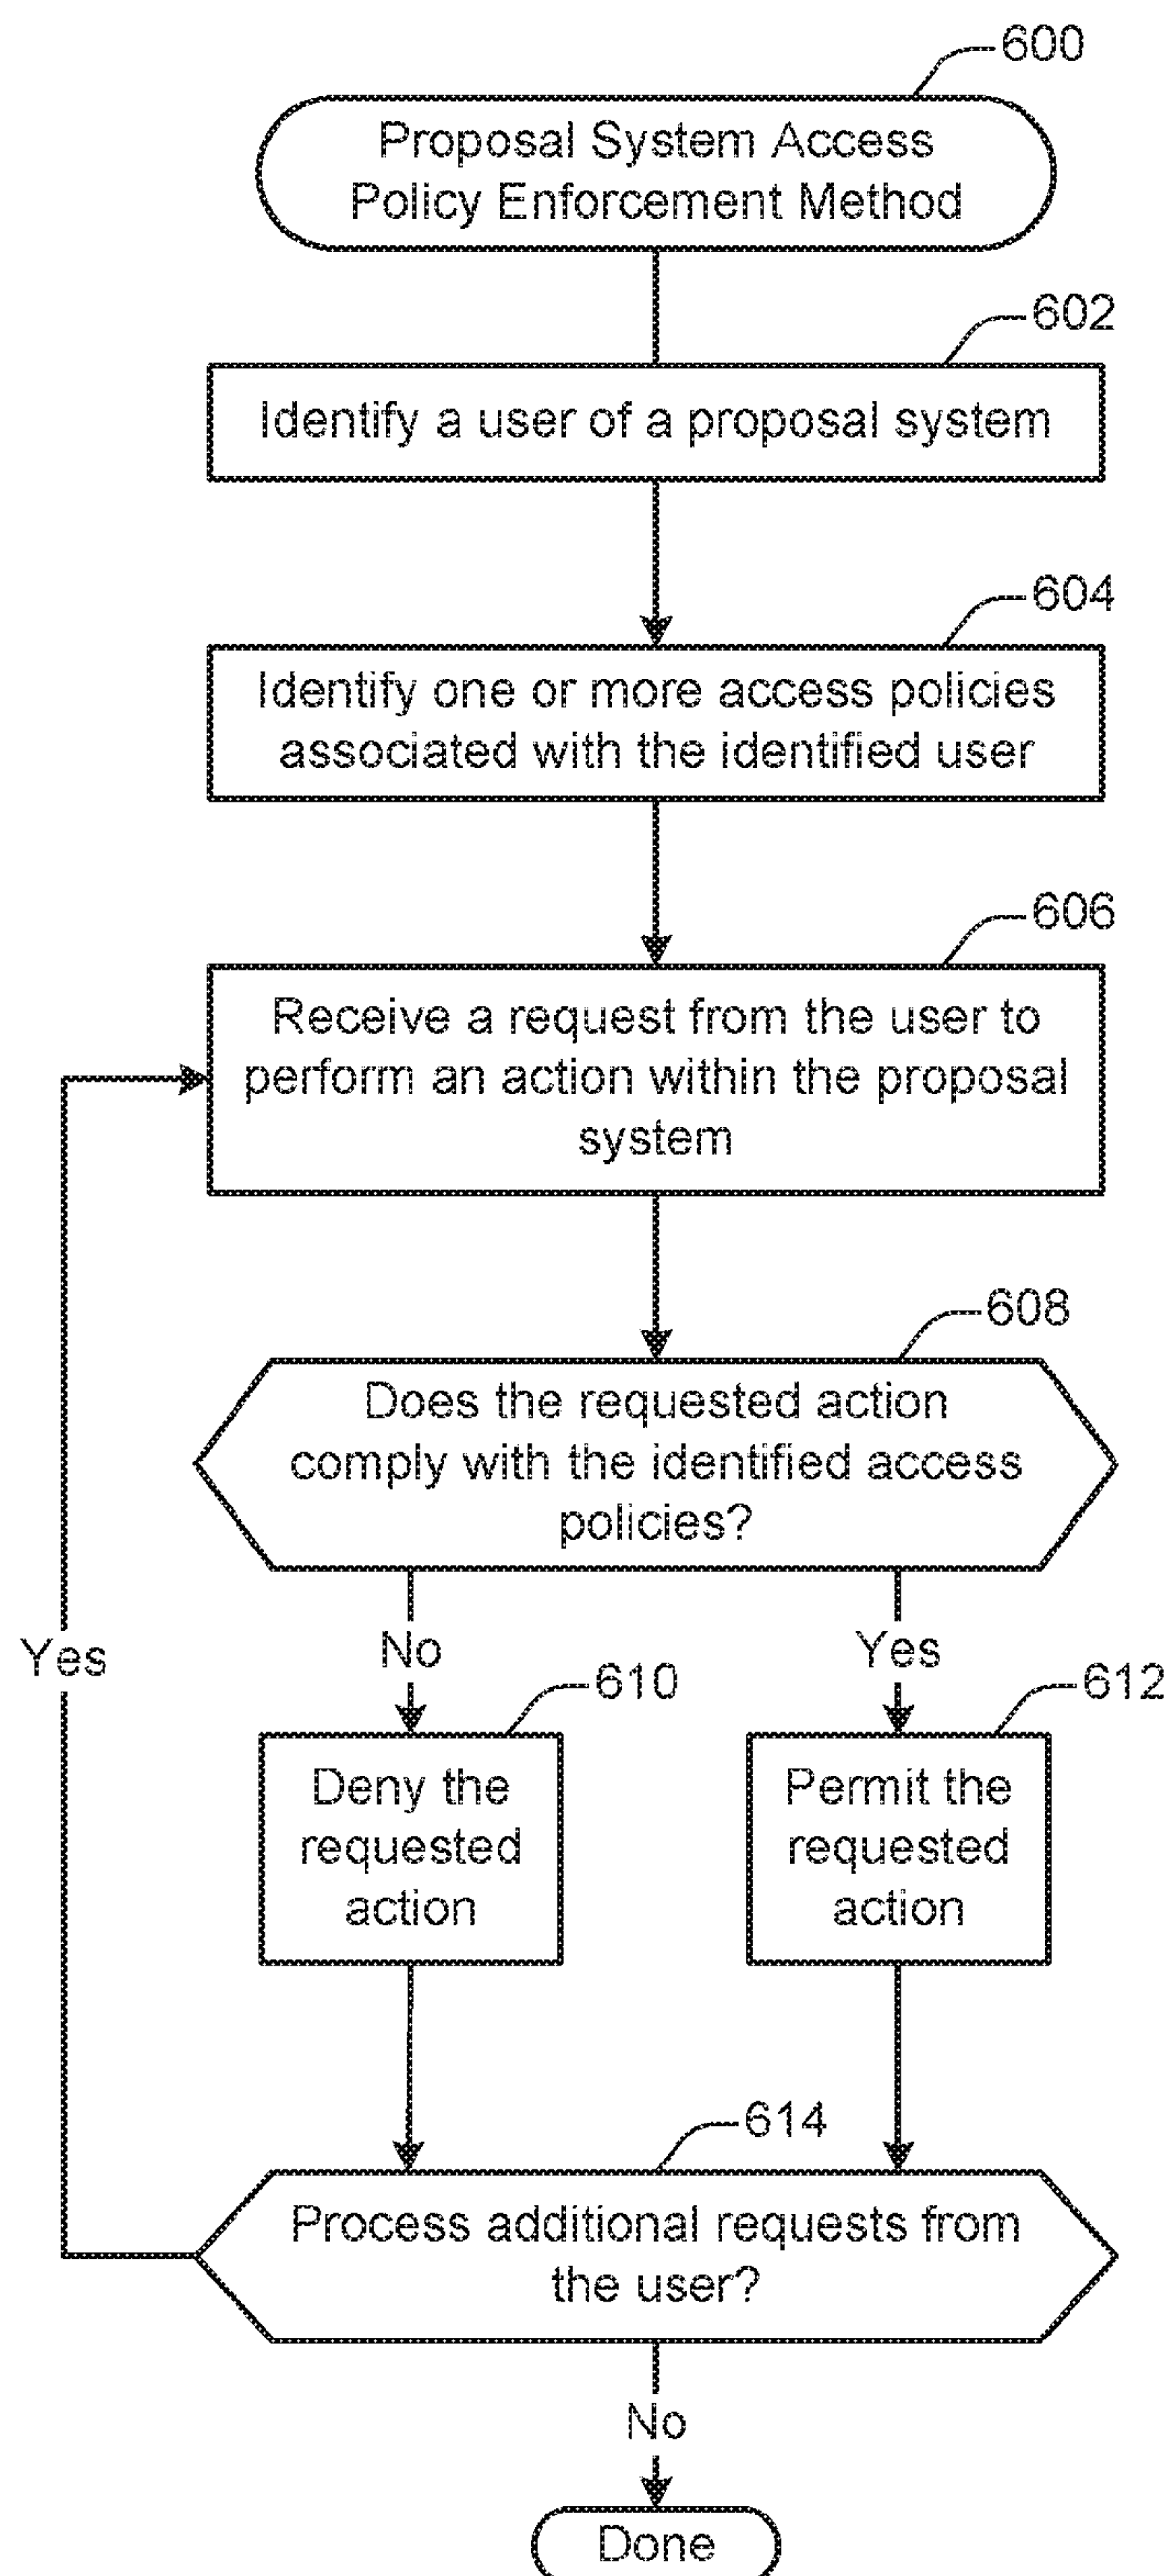 600
Proposal System Access
Policy Enforcement Method
602
Identify a user of a proposal system
604
Identify one or more access policies
associated with the identified user
606
Receive a request from the user to
perform an action within the proposal
system
608
Does the requested action
comply with the identified access
policies?
Yes
No
Yes
610
612
Deny the
requested
action
Permit the
requested
action
614
Process additional requests from
the user?
No
Done